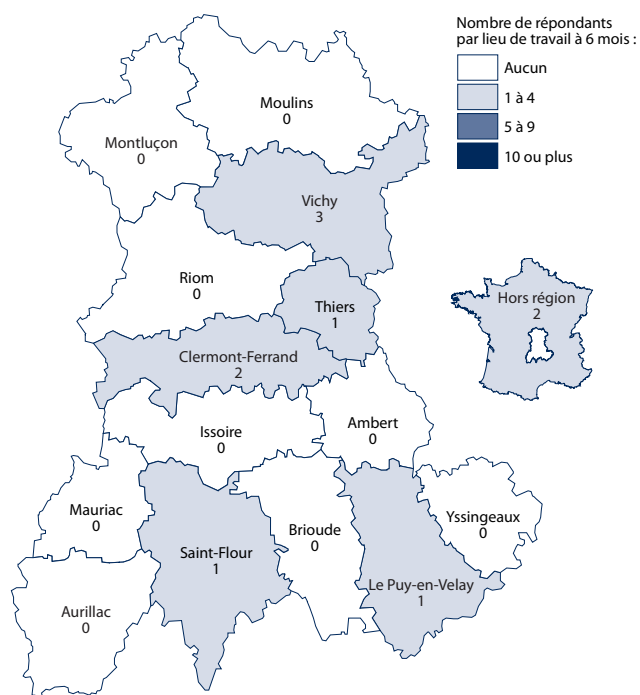 Nombre de répondants
par lieu de travail à 6 mois :
Aucun
1 à 4
5 à 9
10 ou plus
Moulins
0
Montluçon
0
Vichy
3
Riom
0
Thiers
1
Hors région
2
Clermont-Ferrand
2
Ambert
0
Issoire
0
Mauriac
0
Saint-Flour
1
Brioude
0
Yssingeaux
0
Le Puy-en-Velay
1
Aurillac
0